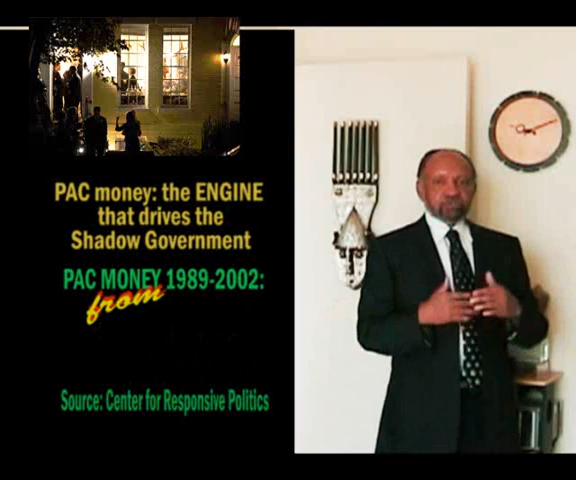 PAC money: the ENGINE
that drives the
Shadow Government
PAC MONEY 1989-2002:
from
Source: Center for Responsive Politics